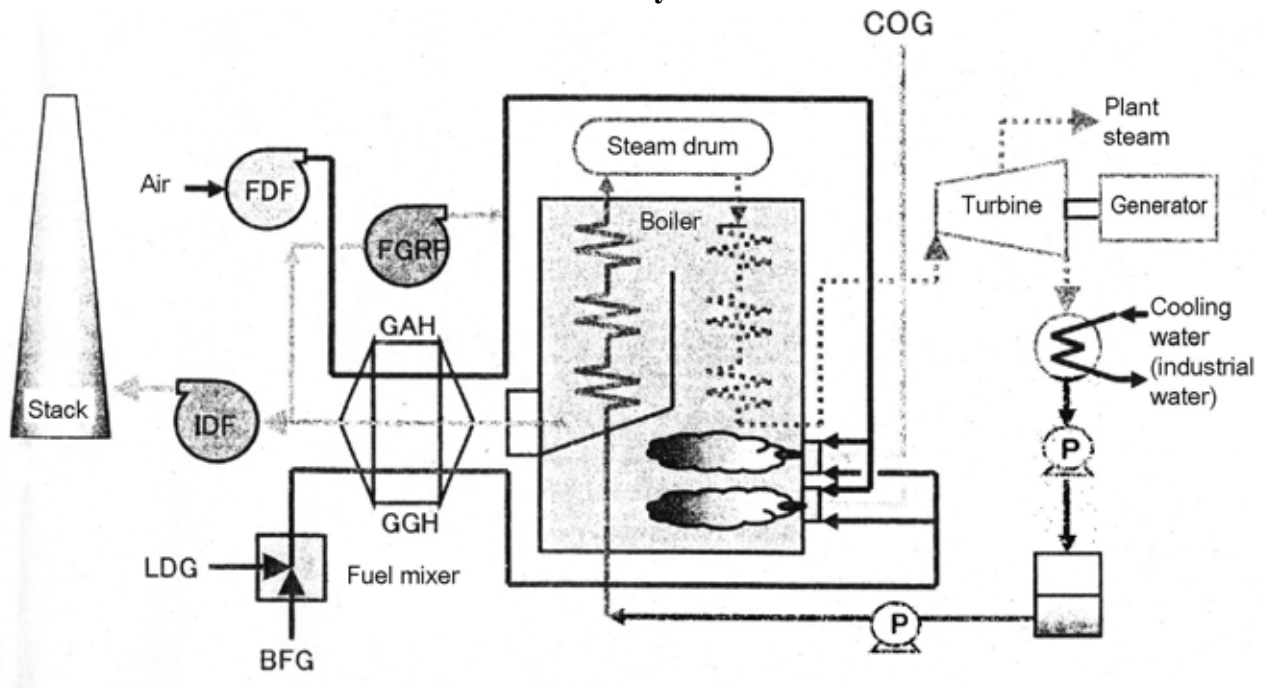 COG
Plant
steam
Steam drum
Air
FDF
Boiler
Turbine
Generator
FGRF
GAH
Cooling
water
(industrial
water)
Stack
IDF
P
GGH
LDG
Fuel mixer
P
BFG